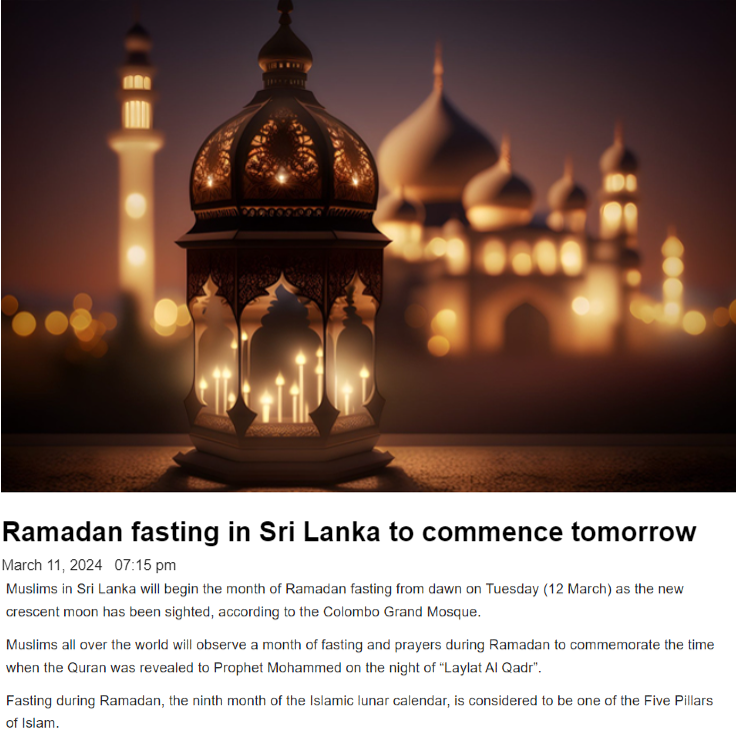 Ramadan fasting in Sri Lanka to commence tomorrow
March 11, 2024 07:15 pm
Muslims in Sri Lanka will begin the month of Ramadan fasting from dawn on Tuesday (12 March) as the new
crescent moon has been sighted, according to the Colombo Grand Mosque.
Muslims all over the world will observe a month of fasting and prayers during Ramadan to commemorate the time
when the Quran was revealed to Prophet Mohammed on the night of “Laylat Al Qadr”.
Fasting during Ramadan, the ninth month of the Islamic lunar calendar, is considered to be one of the Five Pillars
of Islam.